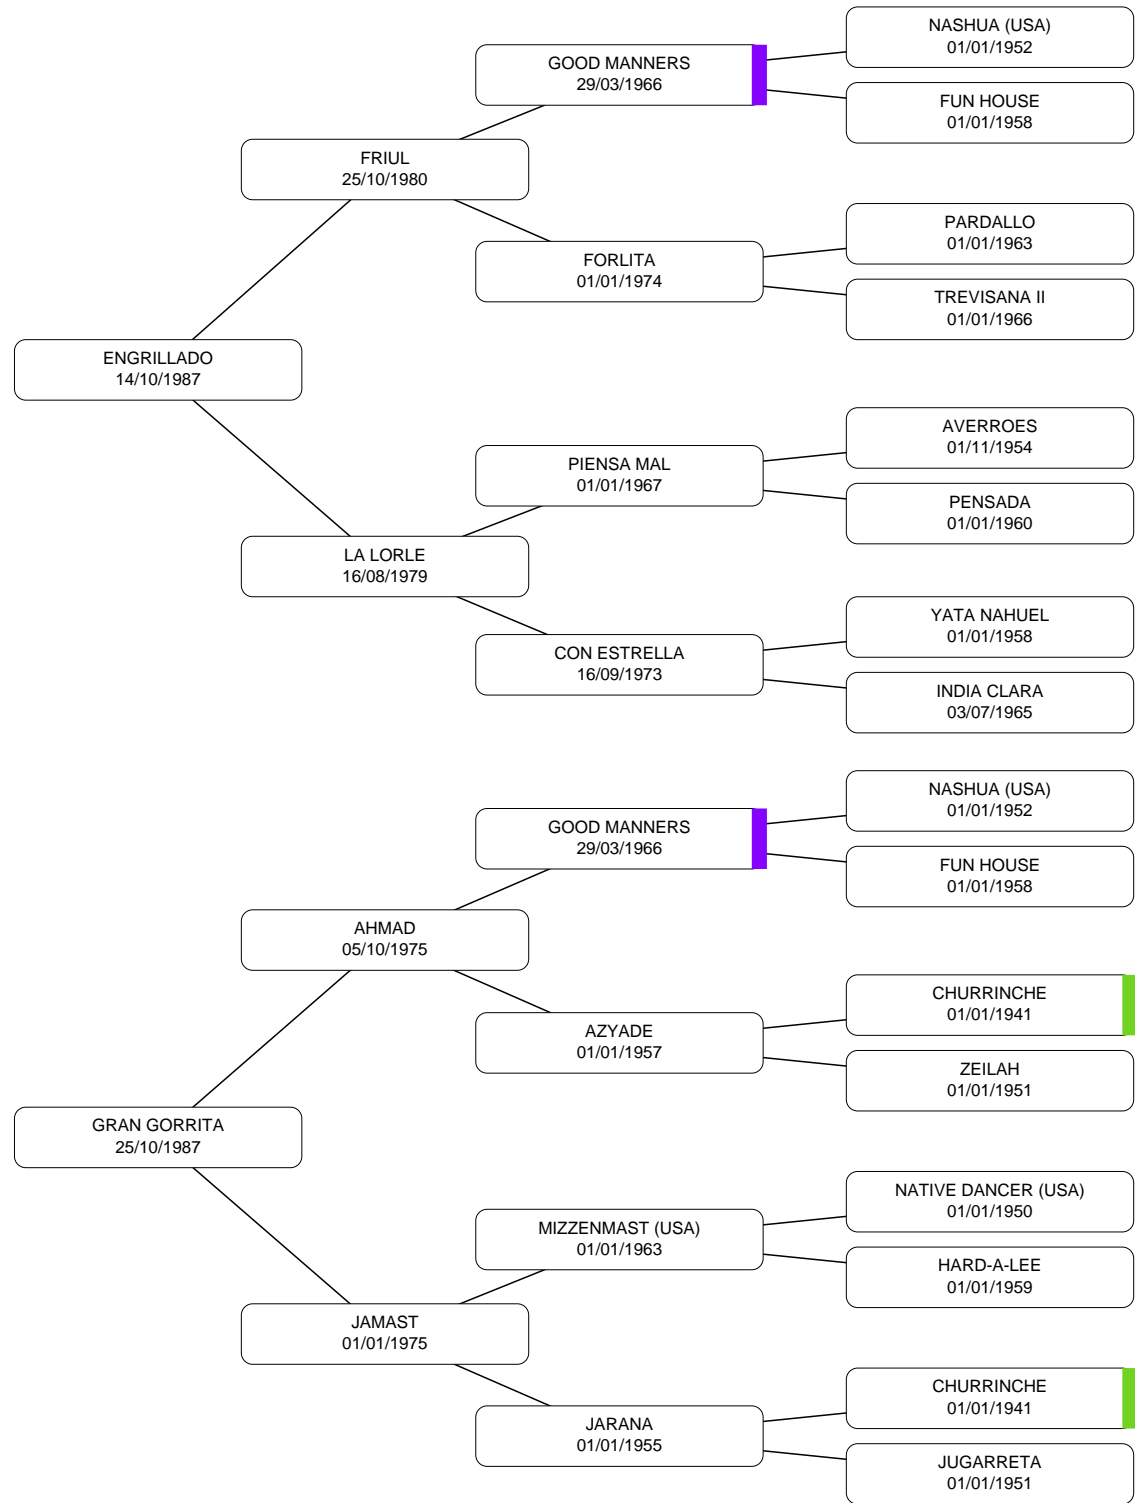 NASHUA (USA)
01/01/1952
GOOD MANNERS
29/03/1966
FUN HOUSE
01/01/1958
FRIUL
25/10/1980
PARDALLO
01/01/1963
FORLITA
01/01/1974
TREVISANA II
01/01/1966
ENGRILLADO
14/10/1987
AVERROES
01/11/1954
PIENSA MAL
01/01/1967
PENSADA
01/01/1960
LA LORLE
16/08/1979
YATA NAHUEL
01/01/1958
CON ESTRELLA
16/09/1973
INDIA CLARA
03/07/1965
NASHUA (USA)
01/01/1952
GOOD MANNERS
29/03/1966
FUN HOUSE
01/01/1958
AHMAD
05/10/1975
CHURRINCHE
01/01/1941
AZYADE
01/01/1957
ZEILAH
01/01/1951
GRAN GORRITA
25/10/1987
NATIVE DANCER (USA)
01/01/1950
MIZZENMAST (USA)
01/01/1963
HARD-A-LEE
01/01/1959
JAMAST
01/01/1975
CHURRINCHE
01/01/1941
JARANA
01/01/1955
JUGARRETA
01/01/1951